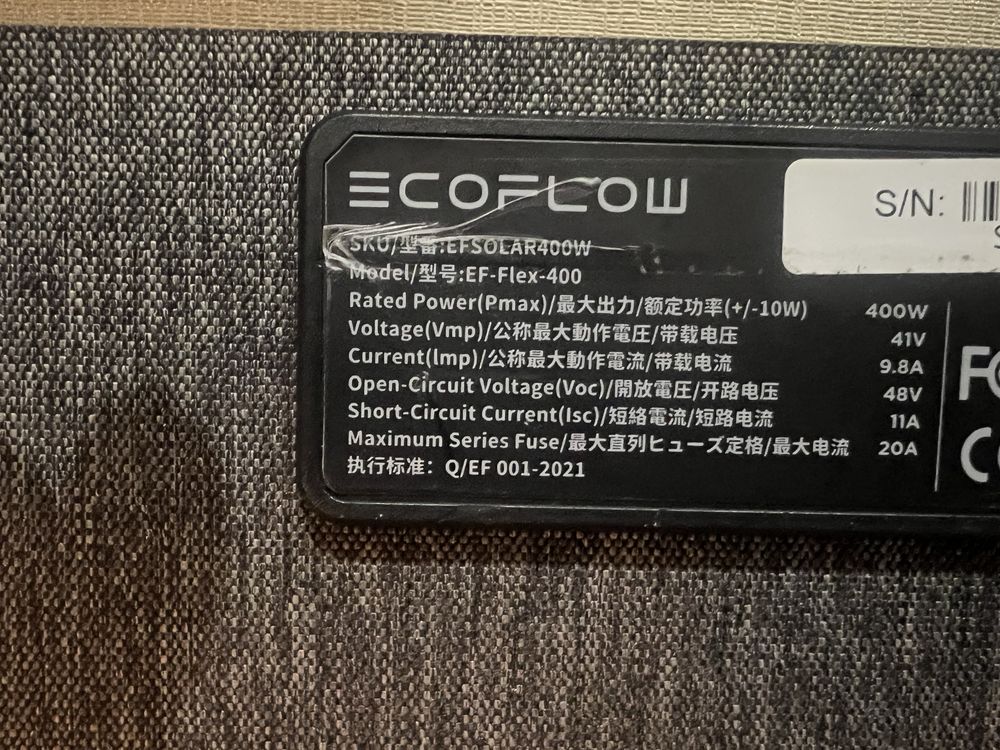 ECOFLOW
S/N:
SKU/型番:EFSOLAR400W
Model/型号:EF-Flex-400
Rated Power(Pmax)/最大出力/额定功率(+/-10W) 400W
Voltage(Vmp)/公称最大動作電圧/带载电压 41V
Current(lmp)/公称最大動作電流/带载电流 9.8A
Open-Circuit Voltage(Voc)/開放電圧/开路电压 48V
Short-Circuit Current(Isc)/短絡電流/短路电流 11A
Maximum Series Fuse/最大直列ヒューズ定格/最大电流 20A
执行标准：Q/EF 001-2021